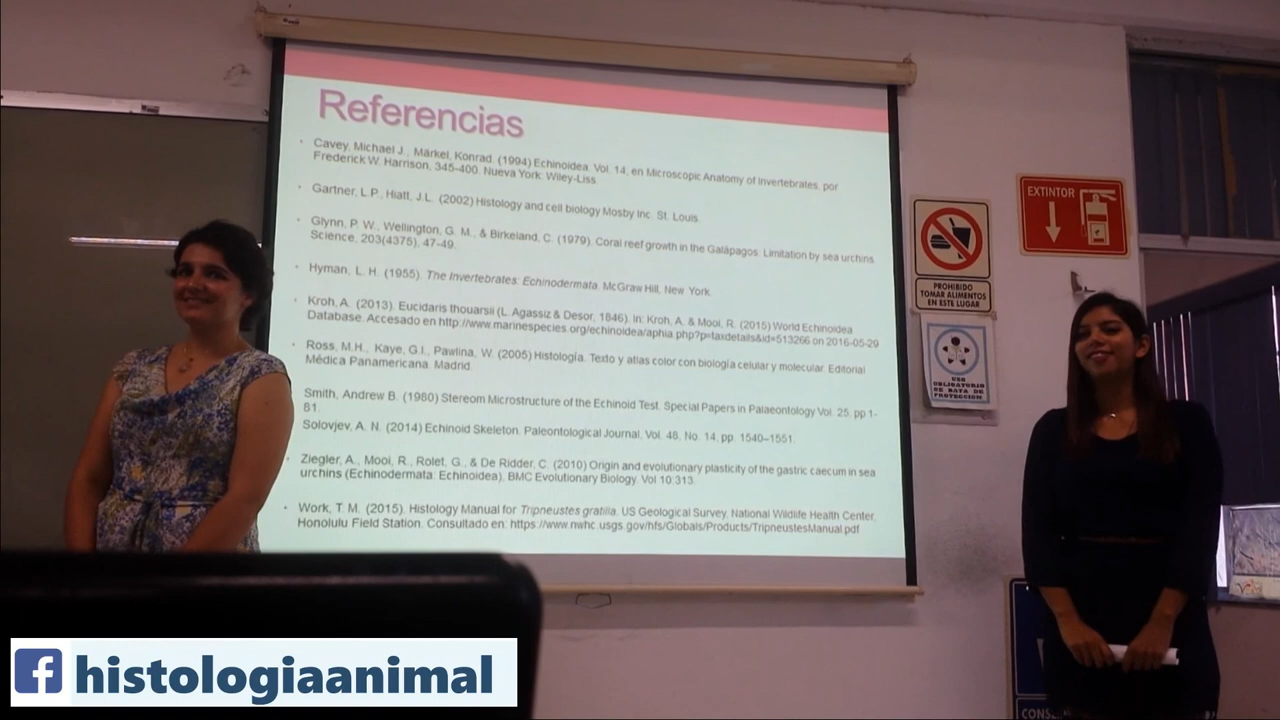 Referencias
Cavey, Michael J., Märkel, Konrad. (1994) Echinoidea. Vol. 14, en Microscopic Anatomy of Invertebrates, por
Frederick W. Harrison, 345-400. Nueva York: Wiley-Liss.
Gartner, L.P., Hiatt, J.L. (2002) Histology and cell biology Mosby Inc. St. Louis.
Glynn, P. W., Wellington, G. M., & Birkeland, C. (1979). Coral reef growth in the Galápagos: Limitation by sea urchins.
Science, 203(4375), 47-49.
Hyman, L. H. (1955). The Invertebrates: Echinodermata. McGraw Hill, New York.
Kroh, A. (2013). Eucidaris thouarsii (L. Agassiz & Desor, 1846). In: Kroh, A. & Mooi, R. (2015) World Echinoidea
Database. Accesado en http://www.marinespecies.org/echinoidea/aphia.php?p=taxdetails&id=513266 on 2016-05-29
Ross, M.H., Kaye, G.I., Pawlina, W. (2005) Histología. Texto y atlas color con biología celular y molecular. Editorial
Médica Panamericana. Madrid.
Smith, Andrew B. (1980) Stereom Microstructure of the Echinoid Test. Special Papers in Palaeontology Vol. 25. pp 1-
81.
Solovjev, A. N. (2014) Echinoid Skeleton. Paleontological Journal, Vol. 48, No. 14, pp. 1540–1551.
Ziegler, A., Mooi, R., Rolet, G., & De Ridder, C. (2010) Origin and evolutionary plasticity of the gastric caecum in sea
urchins (Echinodermata: Echinoidea). BMC Evolutionary Biology. Vol 10:313.
Work, T. M. (2015). Histology Manual for Tripneustes gratilla. US Geological Survey, National Wildlife Health Center,
Honolulu Field Station. Consultado en: https://www.nwhc.usgs.gov/hfs/Globals/Products/TripneustesManual.pdf
EXTINTOR
PROHIBIDO
TOMAR ALIMENTOS
EN ESTE LUGAR
USO
OBLIGATORIO
DE BATA DE
PROTECCION
f histologiaanimal